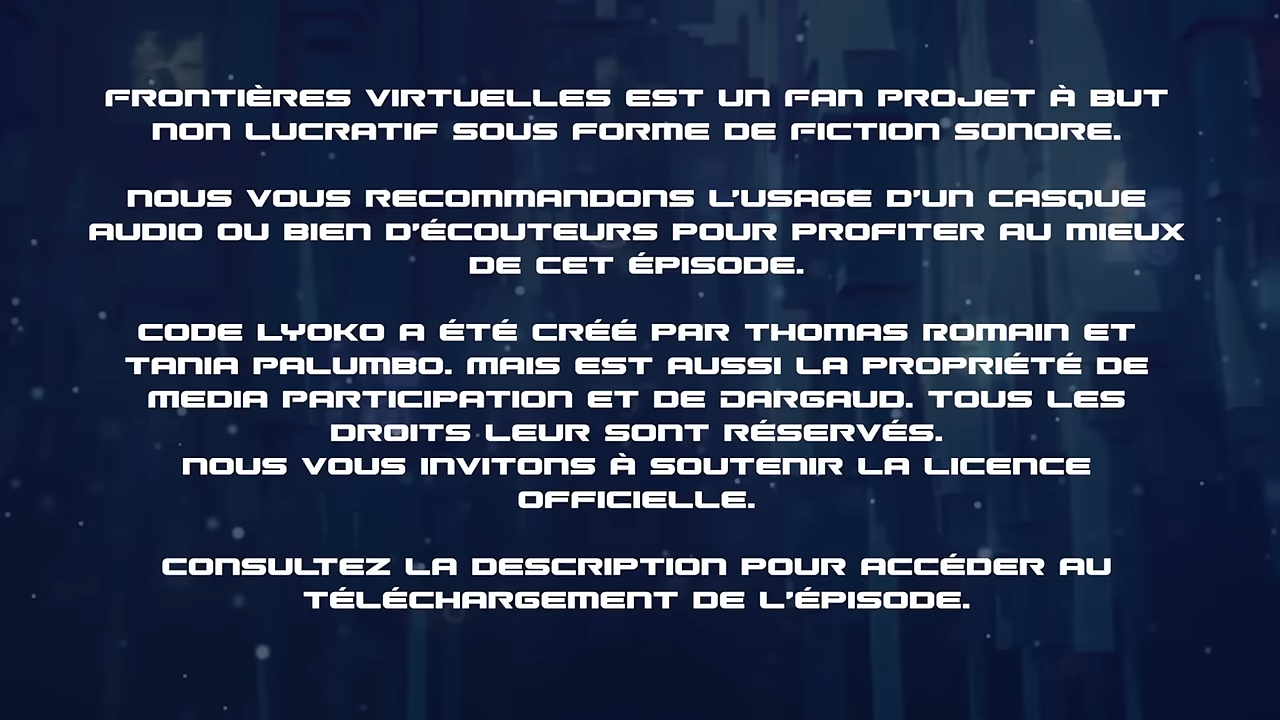 FRONTIÈRES VIRTUELLES EST UN FAN PROJET À BUT
NON LUCRATIF SOUS FORME DE FICTION SONORE.
NOUS VOUS RECOMMANDONS L'USAGE D'UN CASQUE
AUDIO OU BIEN D'ÉCOUTEURS POUR PROFITER AU MIEUX
DE CET ÉPISODE.
CODE LYOKO A ÉTÉ CRÉÉ PAR THOMAS ROMAIN ET
TANIA PALUMBO. MAIS EST AUSSI LA PROPRIÉTÉ DE
MEDIA PARTICIPATION ET DE DARGAUD. TOUS LES
DROITS LEUR SONT RÉSERVÉS.
NOUS VOUS INVITONS À SOUTENIR LA LICENCE
OFFICIELLE.
CONSULTEZ LA DESCRIPTION POUR ACCÉDER AU
TÉLÉCHARGEMENT DE L'ÉPISODE.